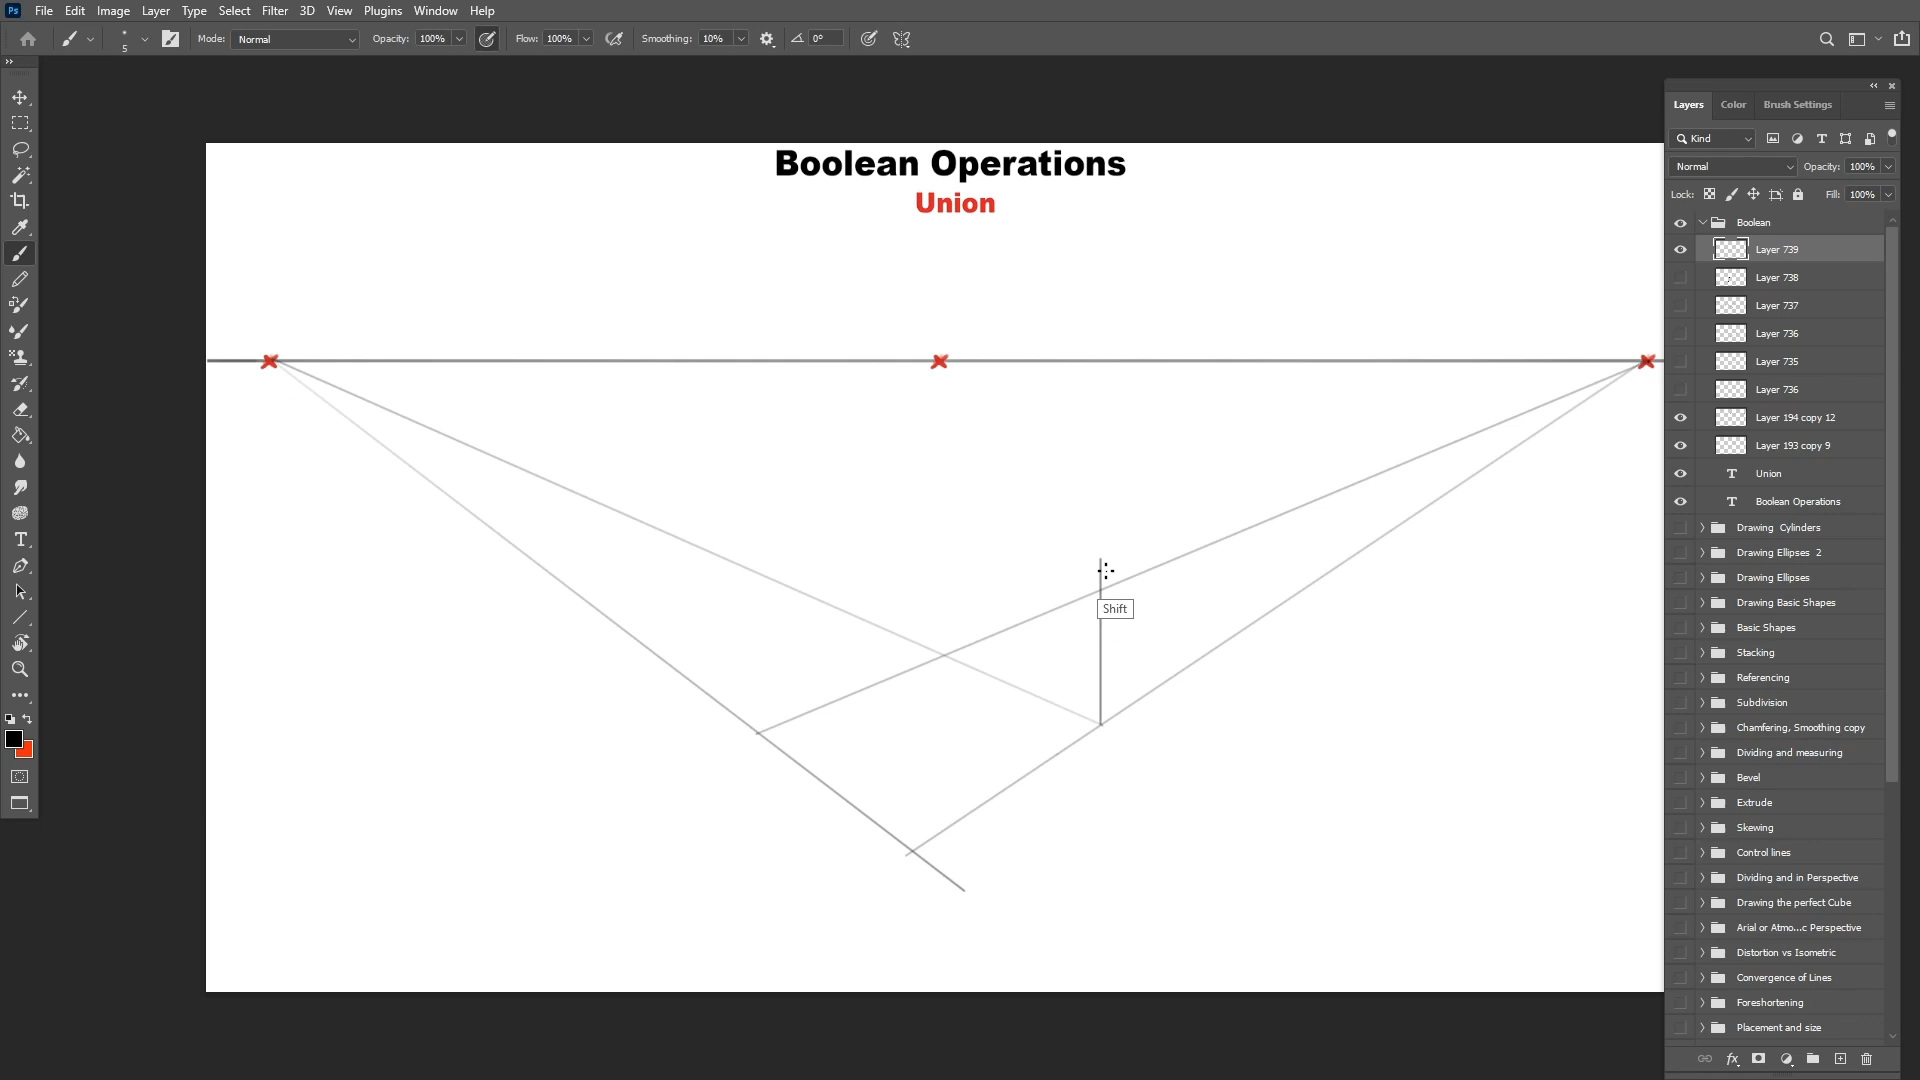 Ps File Edit Image Layer Type Select Filter 3D View Plugins Window Help
5 Mode: Normal Opacity: 100% Flow: 100% Smoothing: 10% 0°
Layers Color Brush Settings
Kind
Normal Opacity: 100%
Lock: Fill: 100%
Boolean
Layer 739
Layer 738
Layer 737
Layer 736
Layer 735
Layer 736
Layer 194 copy 12
Layer 193 copy 9
Union
Boolean Operations
Drawing Cylinders
Drawing Ellipses 2
Drawing Ellipses
Drawing Basic Shapes
Basic Shapes
Stacking
Referencing
Subdivision
Chamfering, Smoothing copy
Dividing and measuring
Bevel
Extrude
Skewing
Control lines
Dividing and in Perspective
Drawing the perfect Cube
Arial or Atmo...c Perspective
Distortion vs Isometric
Convergence of Lines
Foreshortening
Placement and size
fx
Boolean Operations
Union
Shift